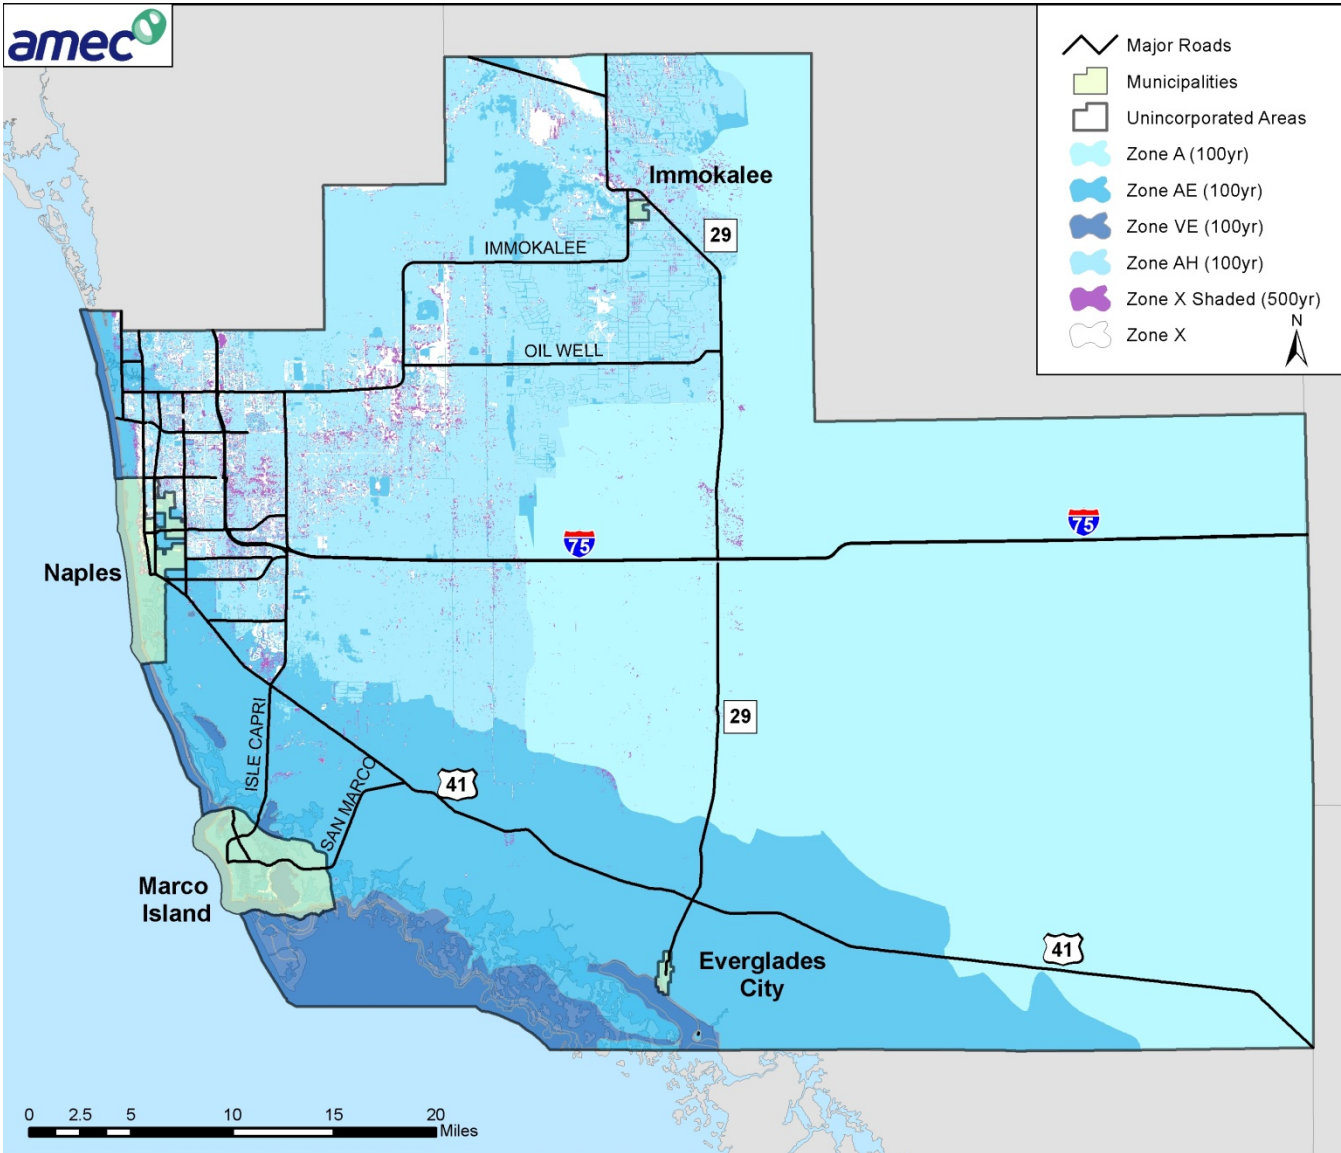 amec
Major Roads
Municipalities
Unincorporated Areas
Zone A (100yr)
Zone AE (100yr)
Zone VE (100yr)
Zone AH (100yr)
Zone X Shaded (500yr)
Zone X
N
Immokalee
29
IMMOKALEE
OIL WELL
75
75
Naples
29
ISLE CAPRI
SAN MARCO
41
Marco
Island
Everglades
City
41
0 2.5 5 10 15 20
Miles